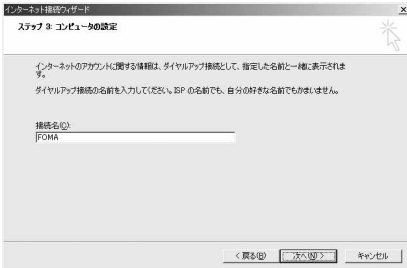 インターネット接続ウィザード
ステップ 3: コンピュータの設定
インターネットのアカウントに関する情報は、ダイヤルアップ接続として、指定した名前と一緒に表示されま
す。
ダイヤルアップ接続の名前を入力してください。ISP の名前でも、自分の好きな名前でもかまいません。
接続名(C):
FOMA
< 戻る(B)
次へ(N) >
キャンセル